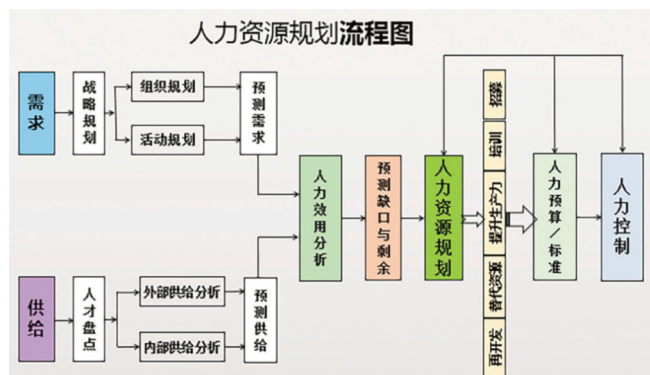 人力资源规划流程图
需求
战略规划
组织规划
活动规划
预测需求
供给
人才盘点
外部供给分析
内部供给分析
预测供给
人力效用分析
预测缺口与剩余
人力资源规划
招募
培训
提升生产力
替代资源
再开发
人力预算/标准
人力控制